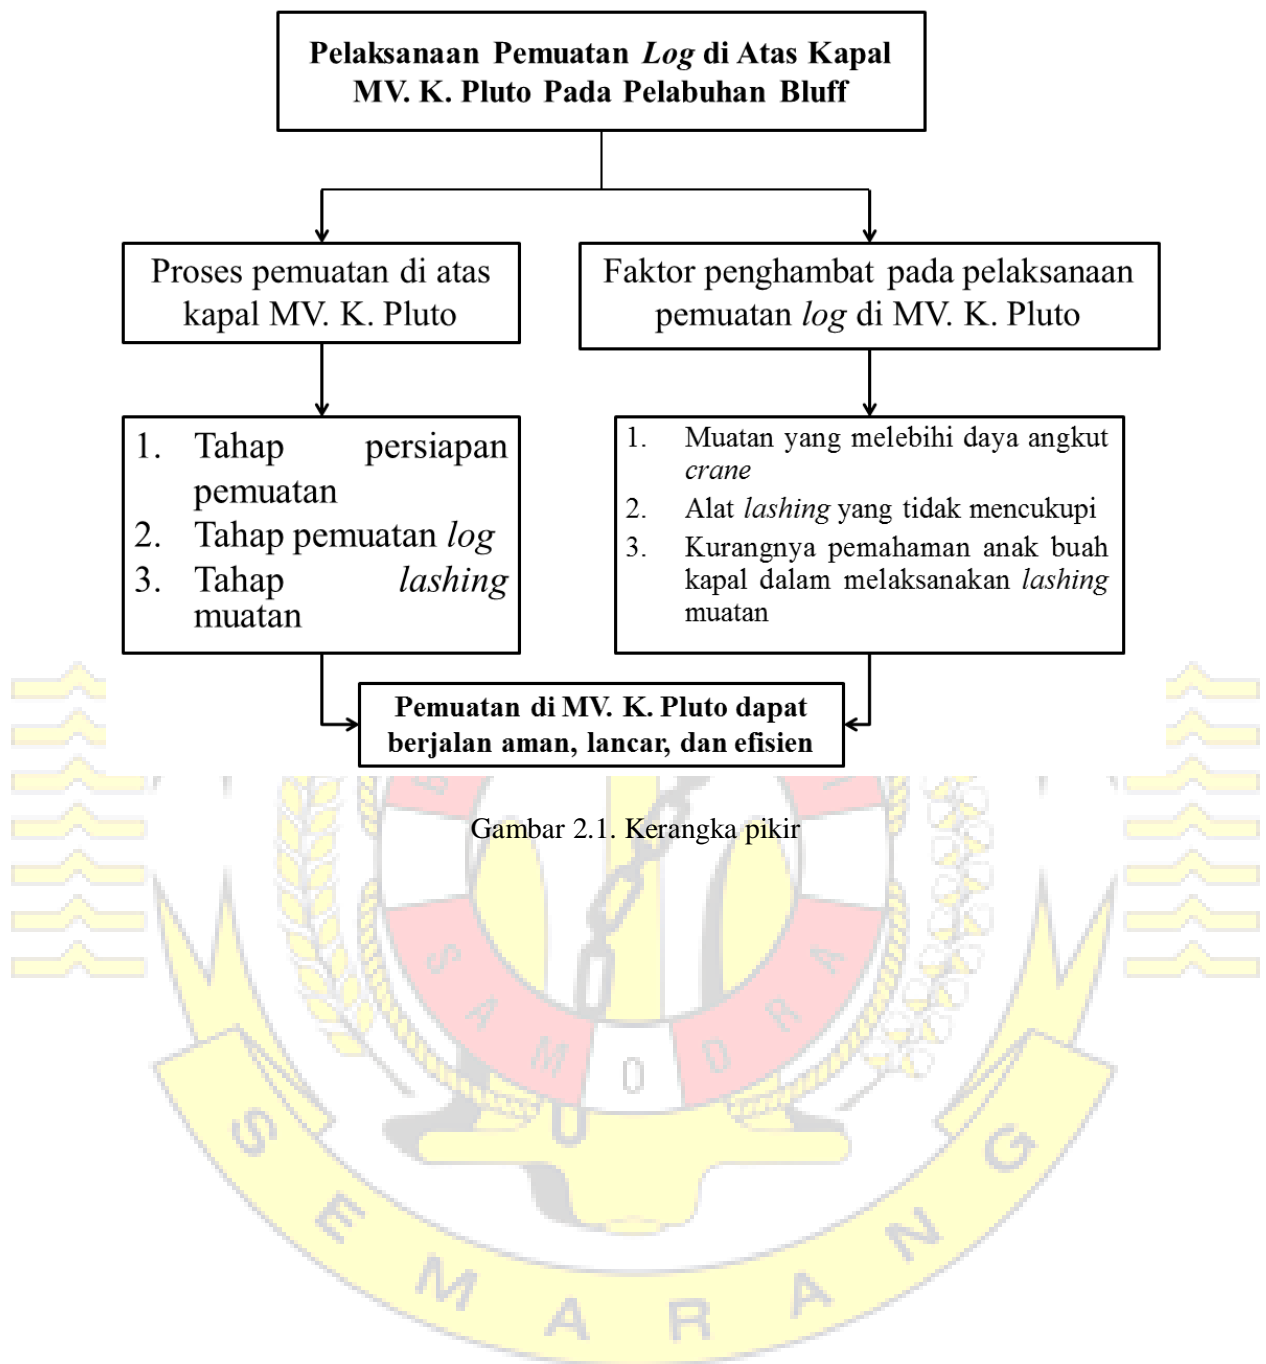 Pelaksanaan Pemuatan Log di Atas Kapal
MV. K. Pluto Pada Pelabuhan Bluff
Proses pemuatan di atas
kapal MV. K. Pluto
Faktor penghambat pada pelaksanaan
pemuatan log di MV. K. Pluto
1. Tahap persiapan
pemuatan
2. Tahap pemuatan log
3. Tahap lashing
muatan
1. Muatan yang melebihi daya angkut
crane
2. Alat lashing yang tidak mencukupi
3. Kurangnya pemahaman anak buah
kapal dalam melaksanakan lashing
muatan
Pemuatan di MV. K. Pluto dapat
berjalan aman, lancar, dan efisien
Gambar 2.1. Kerangka pikir
SAMODRA
SEMARANG